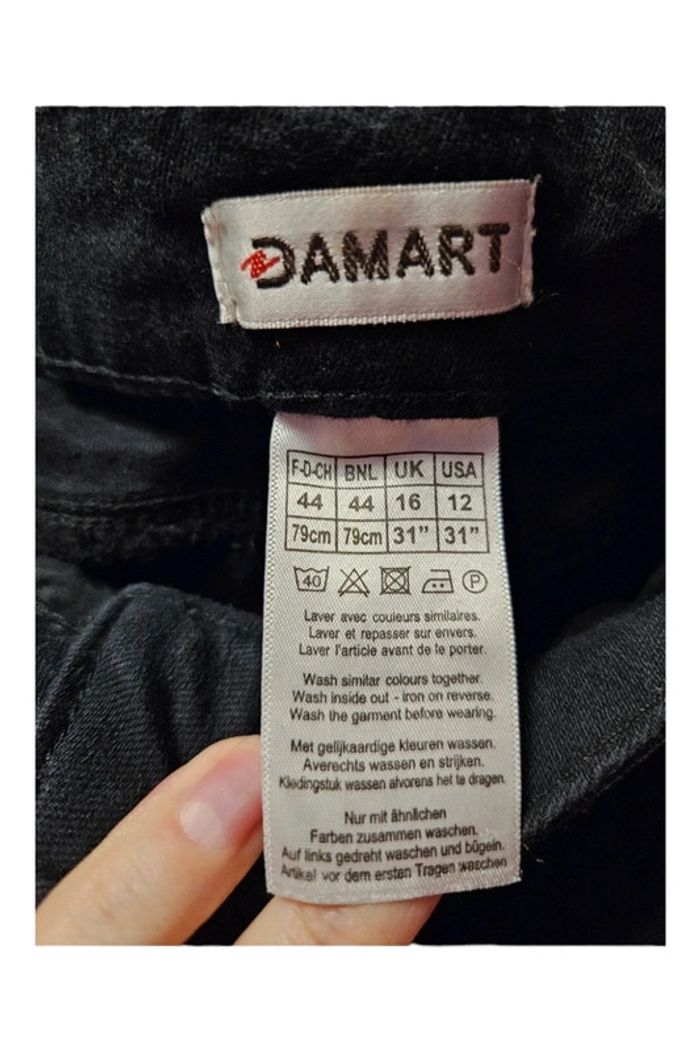 DAMART
F-D-CH BNL UK USA
44 44 16 12
79cm 79cm 31" 31"
40 P
Laver avec couleurs similaires.
Laver et repasser sur envers.
Laver l'article avant de le porter.
Wash similar colours together.
Wash inside out - iron on reverse.
Wash the garment before wearing.
Met gelijkaardige kleuren wassen.
Averechts wassen en strijken.
Kledingstuk wassen alvorens het te dragen.
Nur mit ähnlichen
Farben zusammen waschen.
Auf links gedreht waschen und bügeln.
Artikel vor dem ersten Tragen waschen